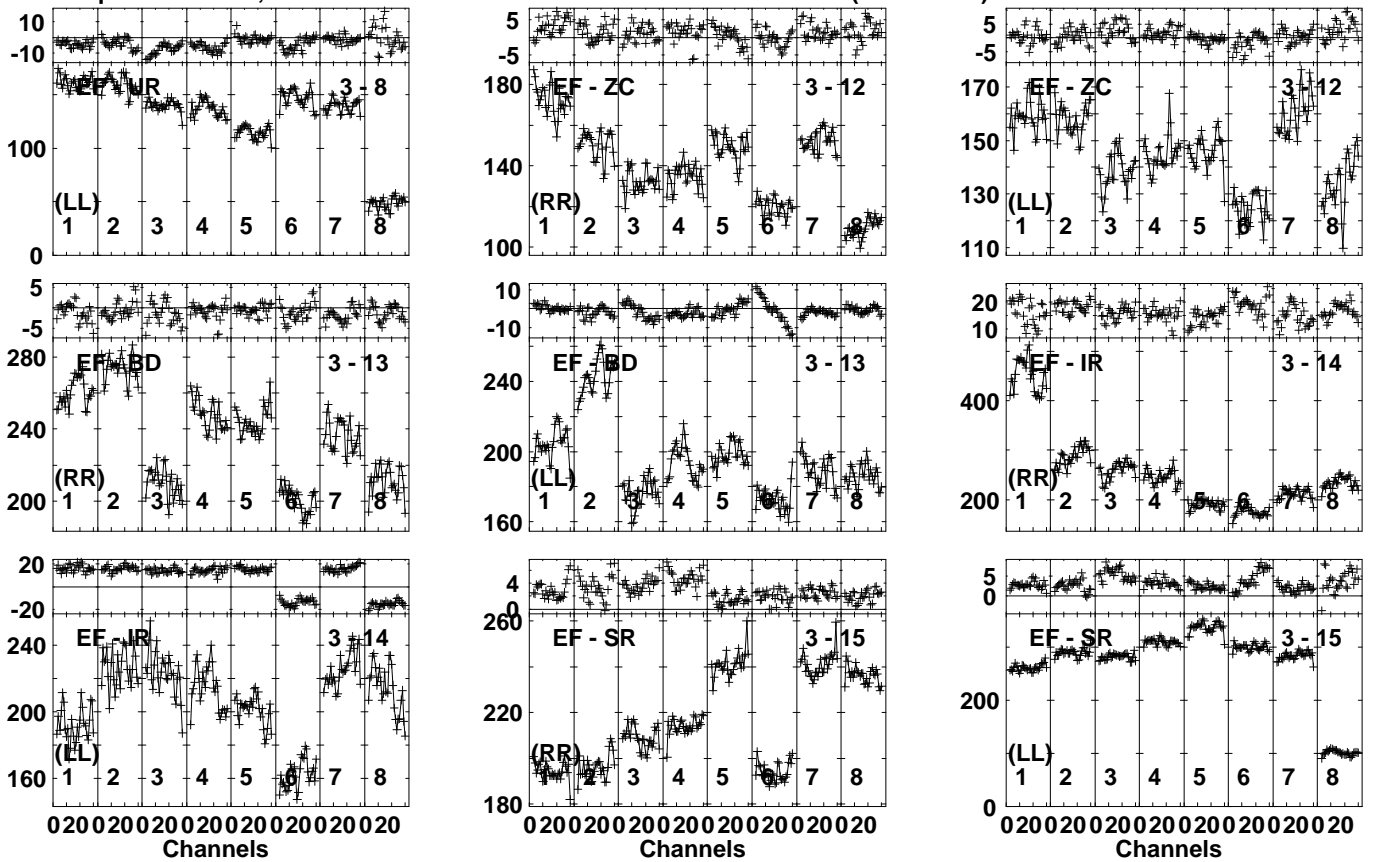 10
-10
EF - UR 3 - 8
100
(LL)
1 2 3 4 5 6 7 8
0
5
-5
180
EF - ZC 3 - 12
140
(RR)
1 2 3 4 5 6 7 8
100
5
-5
170
EF - ZC 3 - 12
150
130
(LL)
1 2 3 4 5 6 7 8
110
5
-5
280
EF - BD 3 - 13
240
(RR)
200
1 2 3 4 5 6 7 8
10
-10
EF - BD 3 - 13
240
200
(LL)
1 2 3 4 5 6 7 8
160
20
10
EF - IR 3 - 14
400
(RR)
200
1 2 3 4 5 6 7 8
20
-20
240
EF - IR 3 - 14
200
(LL)
160
1 2 3 4 5 6 7 8
0 20 0 20 0 20 0 20 0 20 0 20 0 20 0 20
Channels
4
0
260
EF - SR 3 - 15
220
(RR)
1 2 3 4 5 6 7 8
180
0 20 0 20 0 20 0 20 0 20 0 20 0 20 0 20
Channels
5
0
EF - SR 3 - 15
200
(LL)
1 2 3 4 5 6 7 8
0
0 20 0 20 0 20 0 20 0 20 0 20 0 20 0 20
Channels